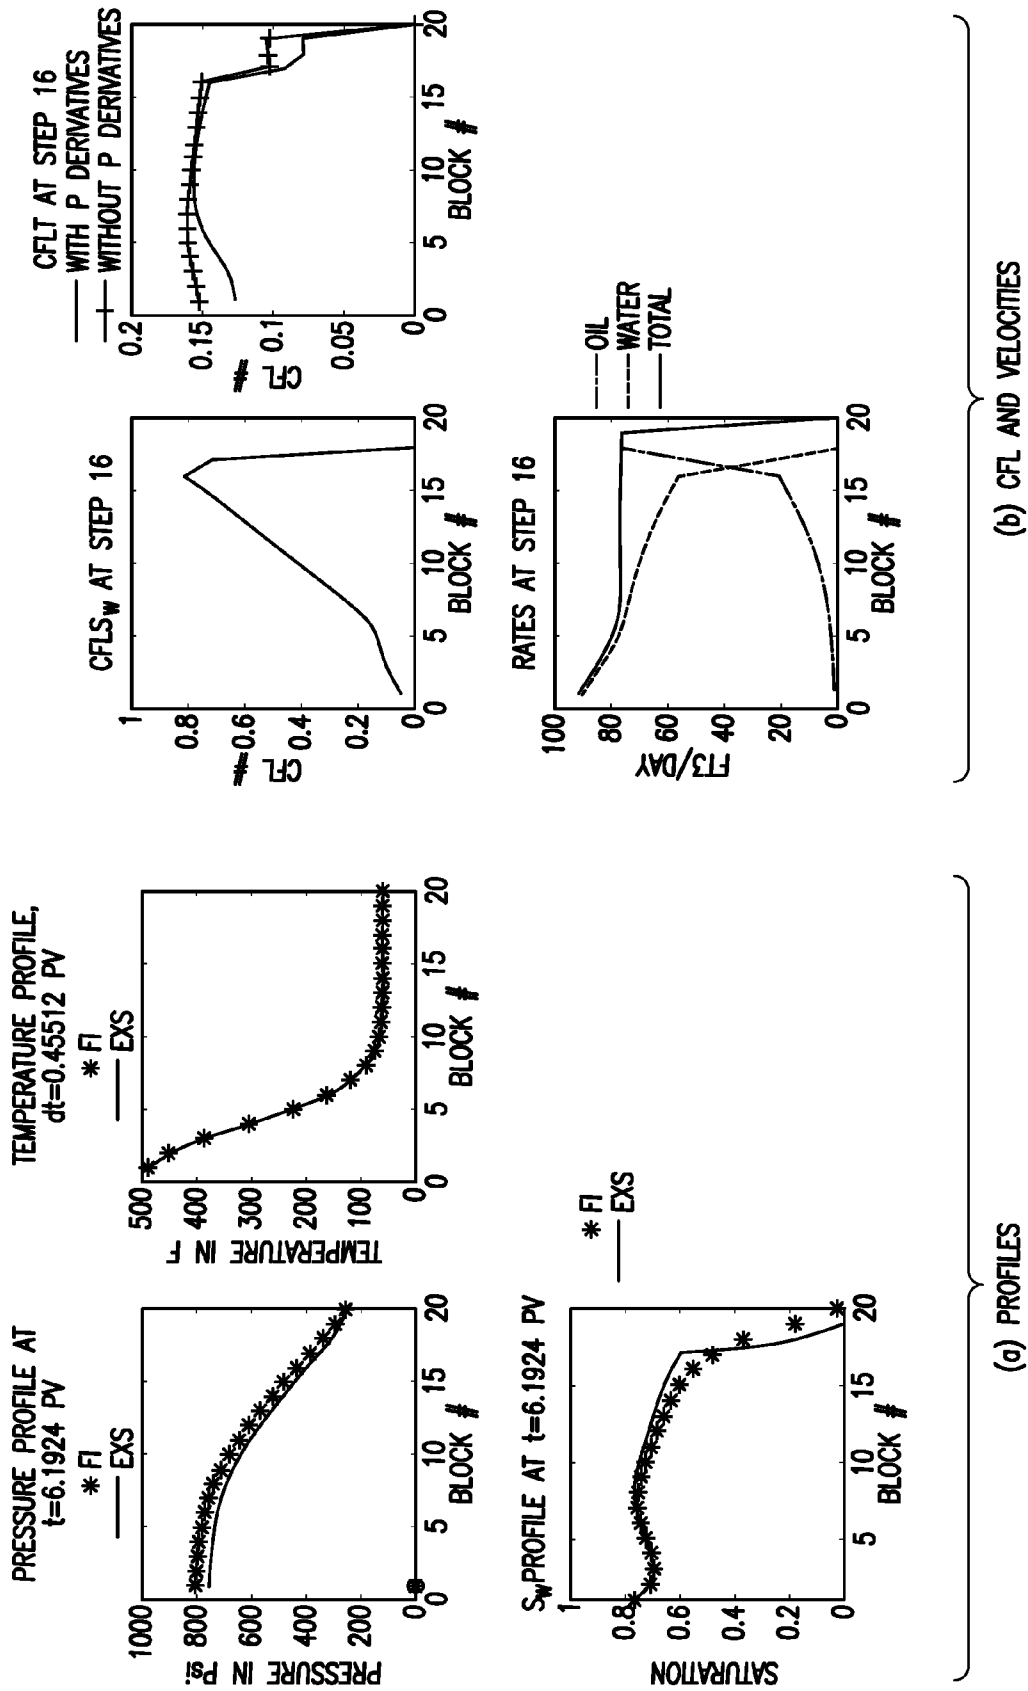 PRESSURE PROFILE AT
t=6.1924 PV
✱ FI
— EXS
1000
800
600
400
200
0
PRESSURE IN Psi.
0 5 10 15 20
BLOCK #
TEMPERATURE PROFILE,
dt=0.45512 PV
✱ FI
— EXS
500
400
300
200
100
0
TEMPERATURE IN F
0 5 10 15 20
BLOCK #
SW PROFILE AT t=6.1924 PV
✱ FI
— EXS
1
0.8
0.6
0.4
0.2
0
SATURATION
0 5 10 15 20
BLOCK #
(a) PROFILES
CFLSW AT STEP 16
1
0.8
0.6
0.4
0.2
0
CFL #
0 5 10 15 20
BLOCK #
CFLT AT STEP 16
— WITH P DERIVATIVES
+ WITHOUT P DERIVATIVES
0.2
0.15
0.1
0.05
0
CFL #
0 5 10 15 20
BLOCK #
RATES AT STEP 16
OIL
WATER
TOTAL
100
80
60
40
20
0
FT3/DAY
0 5 10 15 20
BLOCK #
(b) CFL AND VELOCITIES